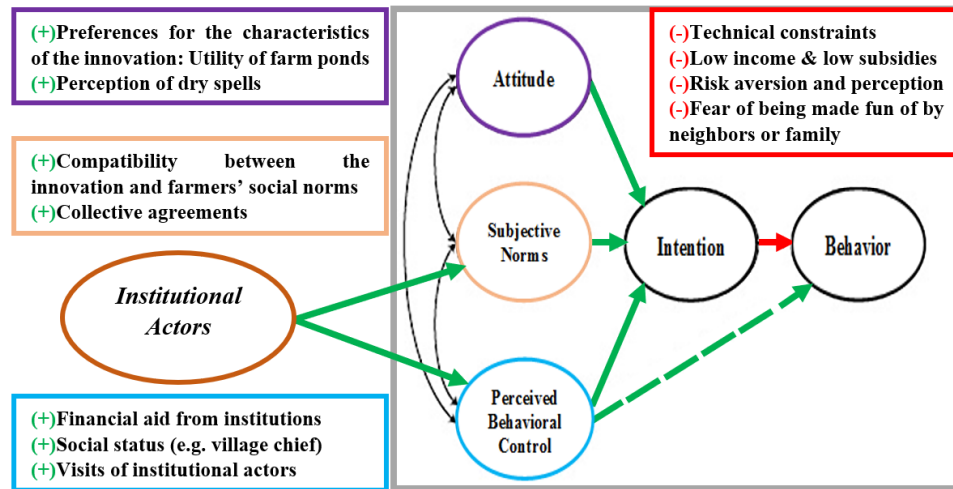 (+)Preferences for the characteristics
of the innovation: Utility of farm ponds
(+)Perception of dry spells
(+)Compatibility between the
innovation and farmers’ social norms
(+)Collective agreements
Institutional
Actors
(+)Financial aid from institutions
(+)Social status (e.g. village chief)
(+)Visits of institutional actors
Attitude
Subjective
Norms
Perceived
Behavioral
Control
Intention
Behavior
(-)Technical constraints
(-)Low income & low subsidies
(-)Risk aversion and perception
(-)Fear of being made fun of by
neighbors or family